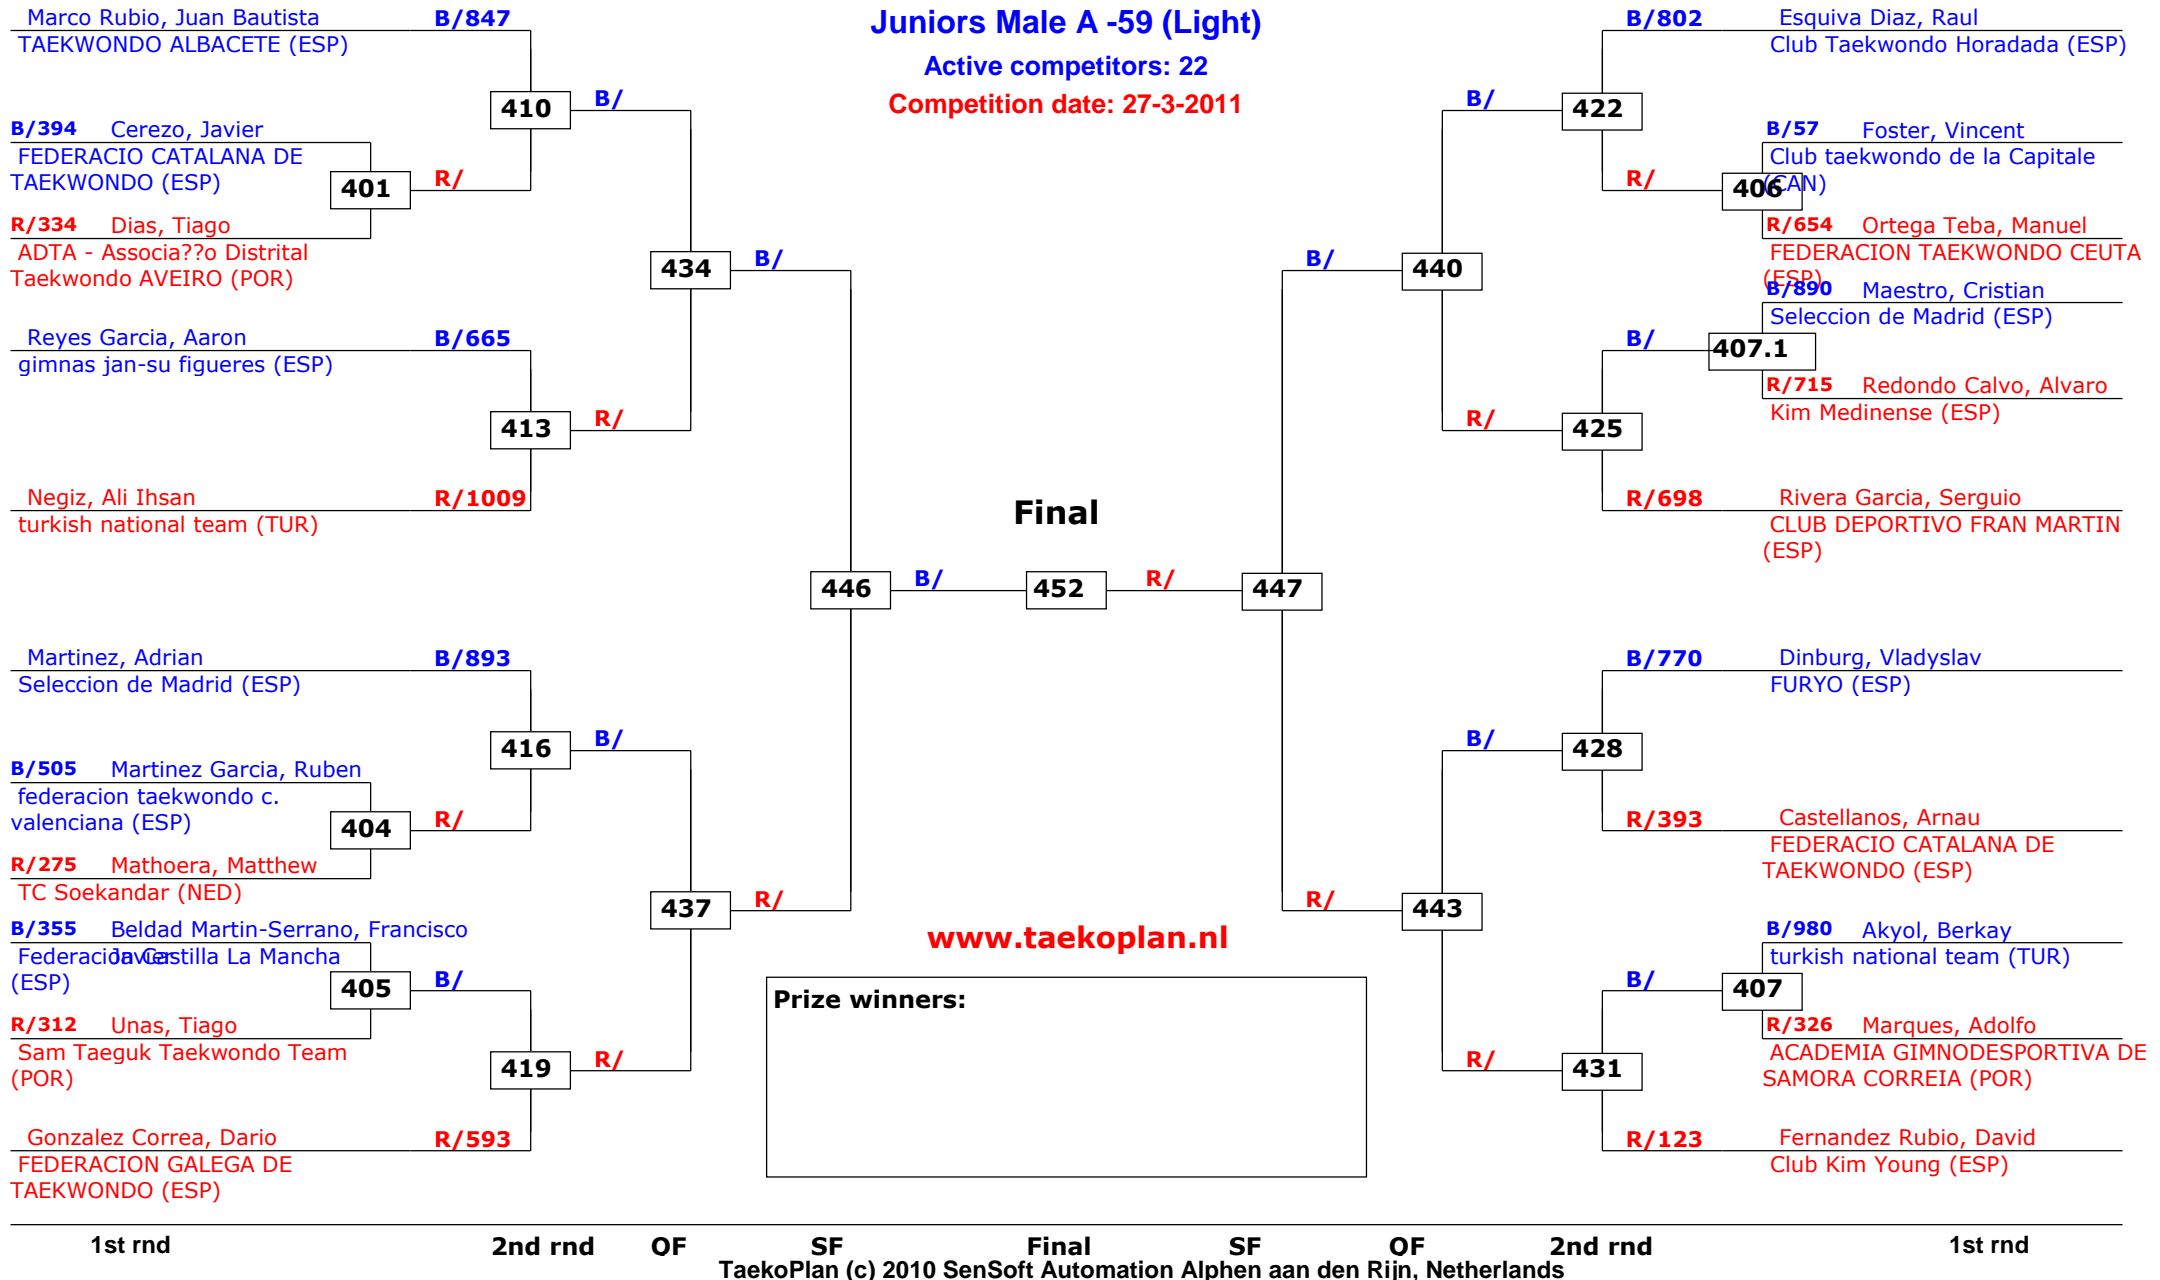 Juniors Male A -59 (Light)
Active competitors: 22
Competition date: 27-3-2011
Marco Rubio, Juan Bautista B/847
TAEKWONDO ALBACETE (ESP)
410 B/
B/394 Cerezo, Javier
FEDERACIO CATALANA DE
TAEKWONDO (ESP)
401 R/
R/334 Dias, Tiago
ADTA - Associa??o Distrital
Taekwondo AVEIRO (POR)
434 B/
Reyes Garcia, Aaron B/665
gimnas jan-su figueres (ESP)
413 R/
Negiz, Ali Ihsan R/1009
turkish national team (TUR)
446 B/
Martinez, Adrian B/893
Seleccion de Madrid (ESP)
416 B/
B/505 Martinez Garcia, Ruben
federacion taekwondo c.
valenciana (ESP)
404 R/
R/275 Mathoera, Matthew
TC Soekandar (NED)
437 R/
B/355 Beldad Martin-Serrano, Francisco
Javier
Federacion Castilla La Mancha
(ESP)
405 B/
R/312 Unas, Tiago
Sam Taeguk Taekwondo Team
(POR)
419 R/
Gonzalez Correa, Dario R/593
FEDERACION GALEGA DE
TAEKWONDO (ESP)
Final
452
R/ 447
www.taekoplan.nl
Prize winners:
B/802 Esquiva Diaz, Raul
Club Taekwondo Horadada (ESP)
B/ 422
B/57 Foster, Vincent
Club taekwondo de la Capitale
(CAN)
R/ 406
R/654 Ortega Teba, Manuel
FEDERACION TAEKWONDO CEUTA
(ESP)
B/ 440
B/890 Maestro, Cristian
Seleccion de Madrid (ESP)
B/ 407.1
R/715 Redondo Calvo, Alvaro
Kim Medinense (ESP)
R/ 425
R/698 Rivera Garcia, Serguio
CLUB DEPORTIVO FRAN MARTIN
(ESP)
B/770 Dinburg, Vladyslav
FURYO (ESP)
B/ 428
R/393 Castellanos, Arnau
FEDERACIO CATALANA DE
TAEKWONDO (ESP)
R/ 443
B/980 Akyol, Berkay
turkish national team (TUR)
B/ 407
R/326 Marques, Adolfo
ACADEMIA GIMNODESPORTIVA DE
SAMORA CORREIA (POR)
R/ 431
R/123 Fernandez Rubio, David
Club Kim Young (ESP)
1st rnd 2nd rnd QF SF Final SF QF 2nd rnd 1st rnd
TaekoPlan (c) 2010 SenSoft Automation Alphen aan den Rijn, Netherlands